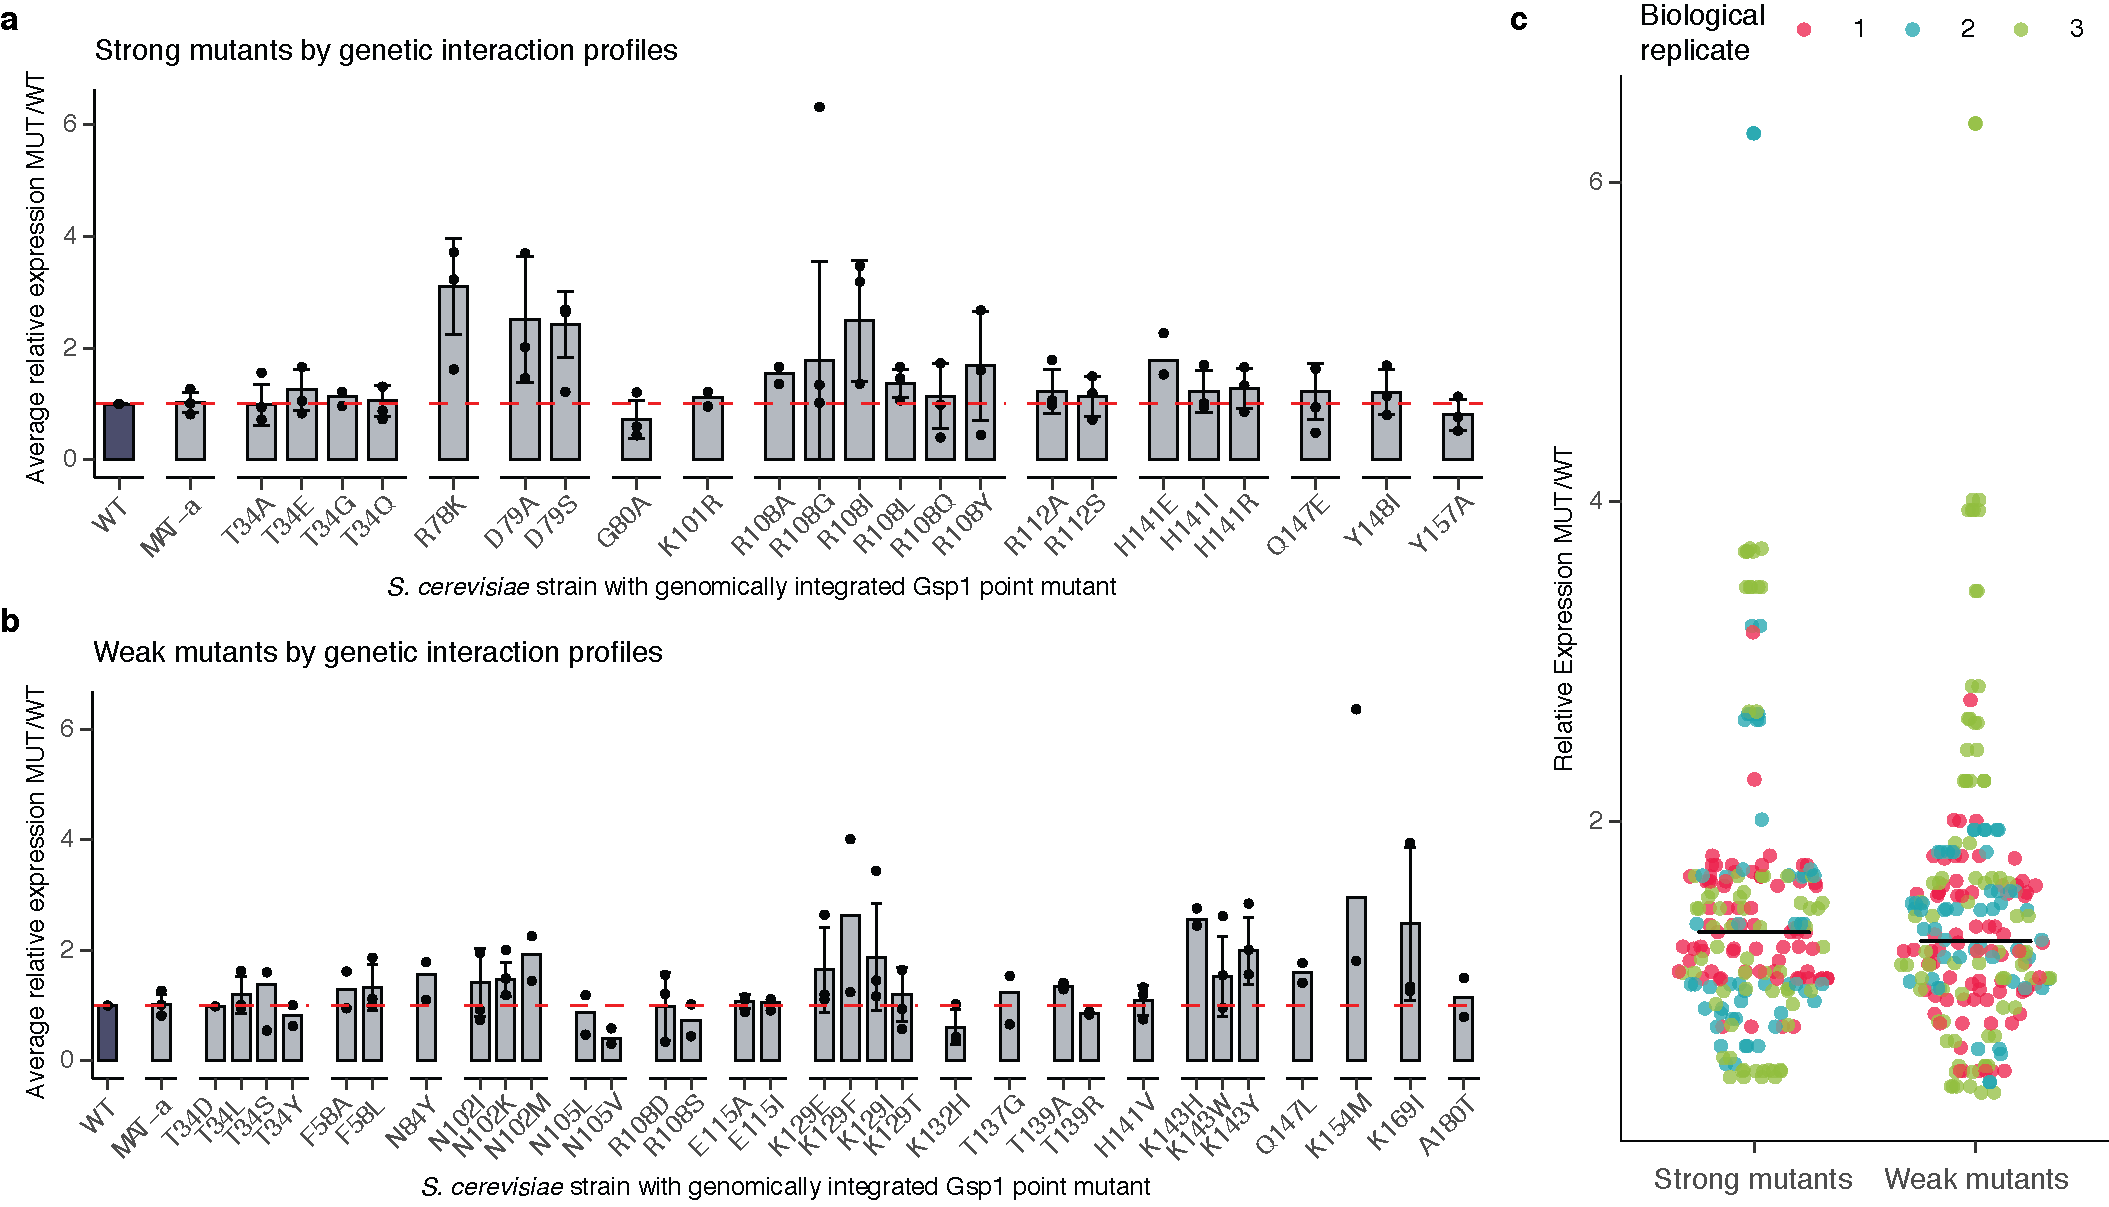 a
Strong mutants by genetic interaction profiles
Average relative expression MUT/WT
6
4
2
0
WT
MAT-a
T34A
T34E
T34G
T34Q
R78K
D79A
D79S
G80A
K101R
R108A
R108G
R108I
R108L
R108Q
R108Y
R112A
R112S
H141E
H141I
H141R
Q147E
Y148I
Y157A
S. cerevisiae strain with genomically integrated Gsp1 point mutant
b
Weak mutants by genetic interaction profiles
Average relative expression MUT/WT
6
4
2
0
WT
MAT-a
T34D
T34L
T34S
T34Y
F58A
F58L
N84Y
N102I
N102K
N102M
N105L
N105V
R108D
R108S
E115A
E115I
K129E
K129F
K129I
K129T
K132H
T137G
T139A
T139R
H141V
K143H
K143W
K143Y
Q147L
K154M
K169I
A180T
S. cerevisiae strain with genomically integrated Gsp1 point mutant
c
Biological
replicate
1
2
3
Relative Expression MUT/WT
6
4
2
Strong mutants
Weak mutants